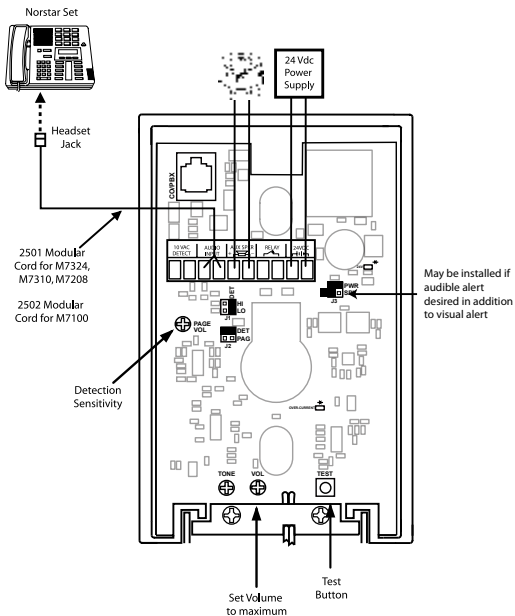 Norstar Set
24 Vdc
Power
Supply
Headset
Jack
CO/PBX
2501 Modular
Cord for M7324,
M7310, M7208
2502 Modular
Cord for M7100
10 VAC
DETECT
AUDIO
INPUT
AUX SPKR
RELAY
24VDC
DET
HI
LO
J1
PAGE
VOL
DET
PAG
J2
PWR
J3
May be installed if
audible alert
desired in addition
to visual alert
Detection
Sensitivity
OVER CURRENT
TONE
VOL
TEST
Set Volume
to maximum
Test
Button